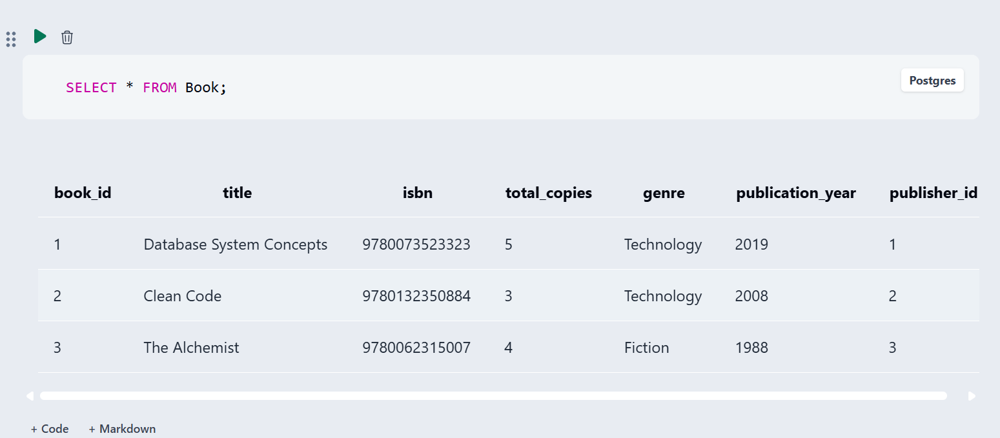 SELECT * FROM Book;
Postgres
book_id title isbn total_copies genre publication_year publisher_id
1 Database System Concepts 9780073523323 5 Technology 2019 1
2 Clean Code 9780132350884 3 Technology 2008 2
3 The Alchemist 9780062315007 4 Fiction 1988 3
+ Code + Markdown